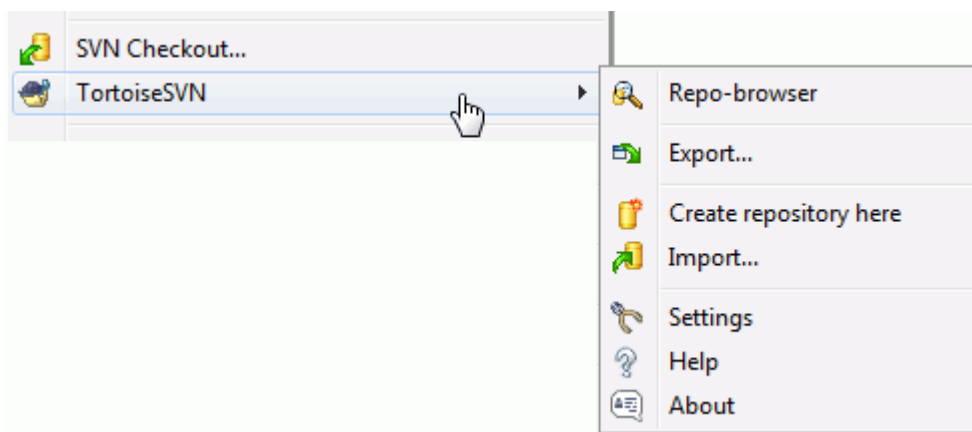 SVN Checkout...
TortoiseSVN
Repo-browser
Export...
Create repository here
Import...
Settings
Help
About